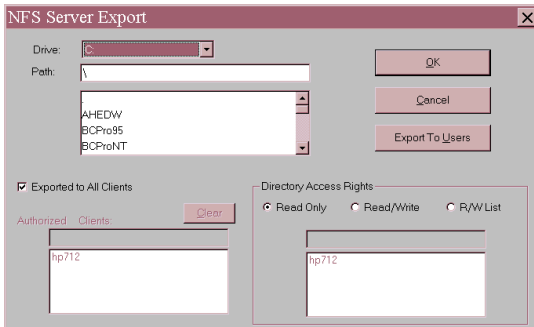 NFS Server Export
Drive: C:
Path: \
OK
AHEDW
BCPro95
BCProNT
Cancel
Export To Users
Exported to All Clients
Authorized Clients:
Clear
hp712
Directory Access Rights
Read Only Read/Write R/W List
hp712